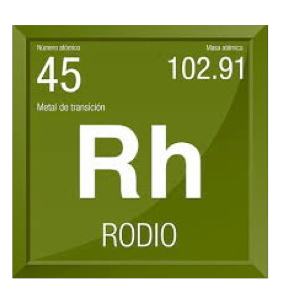 Número atómico
Masa atómica
45
102.91
Metal de transición
Rh
RODIO